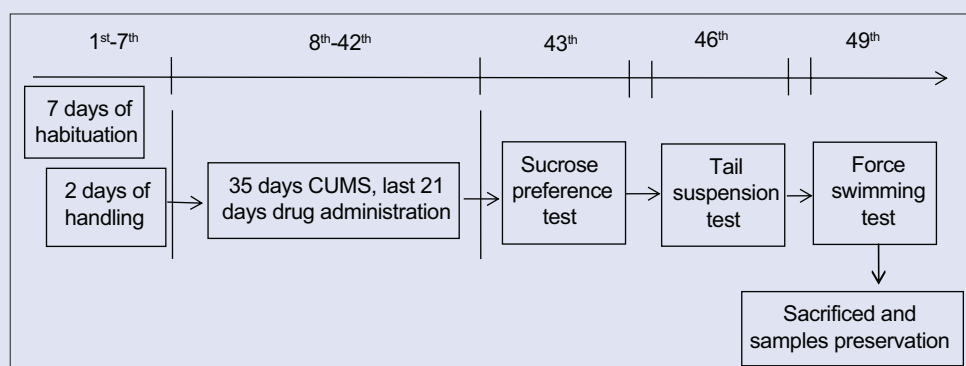 1st-7th
8th-42th
43th
46th
49th
7 days of
habituation
2 days of
handling
35 days CUMS, last 21
days drug administration
Sucrose
preference
test
Tail
suspension
test
Force
swimming
test
Sacrificed and
samples preservation